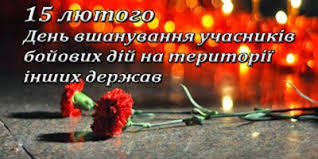 15 лютого
День вшанування учасників
бойових дій на території
інших держав